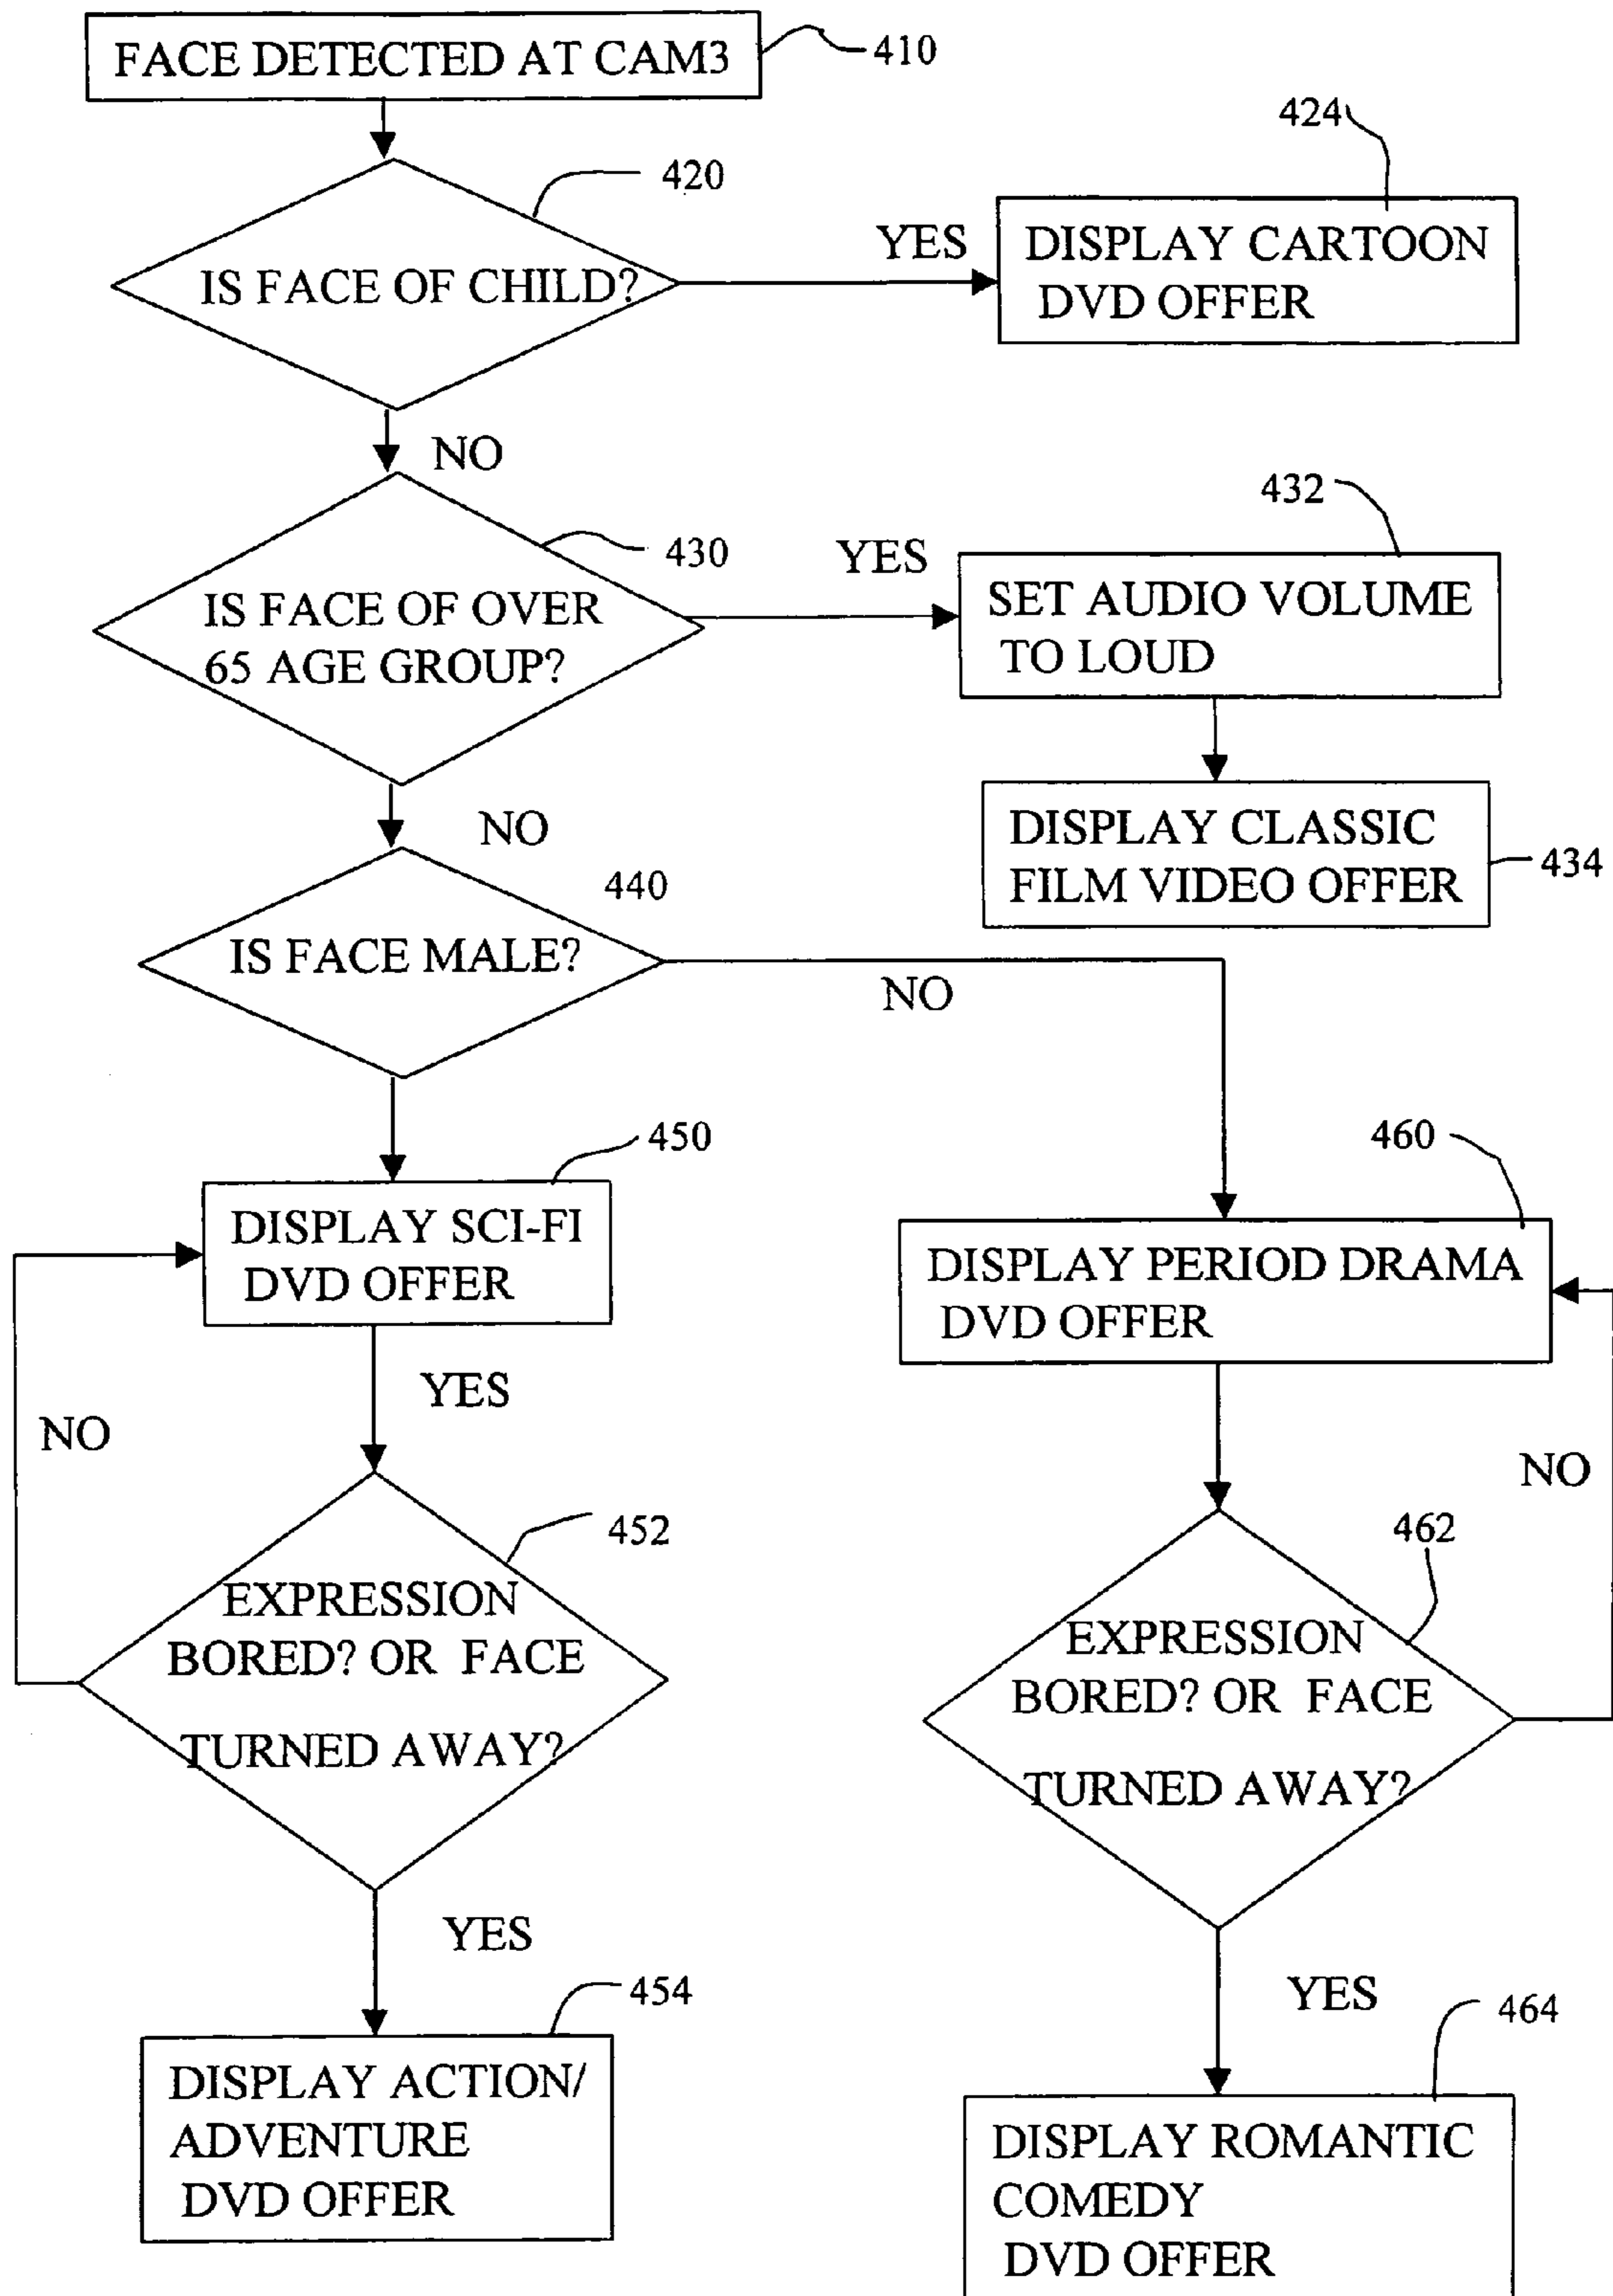 FACE DETECTED AT CAM3
410
424
420
IS FACE OF CHILD?
YES
DISPLAY CARTOON
DVD OFFER
NO
432
430
YES
IS FACE OF OVER
65 AGE GROUP?
SET AUDIO VOLUME
TO LOUD
NO
DISPLAY CLASSIC
FILM VIDEO OFFER
434
440
IS FACE MALE?
NO
450
460
DISPLAY SCI-FI
DVD OFFER
DISPLAY PERIOD DRAMA
DVD OFFER
YES
NO
NO
452
462
EXPRESSION
BORED? OR FACE
TURNED AWAY?
EXPRESSION
BORED? OR FACE
TURNED AWAY?
YES
YES
454
464
DISPLAY ACTION/
ADVENTURE
DVD OFFER
DISPLAY ROMANTIC
COMEDY
DVD OFFER